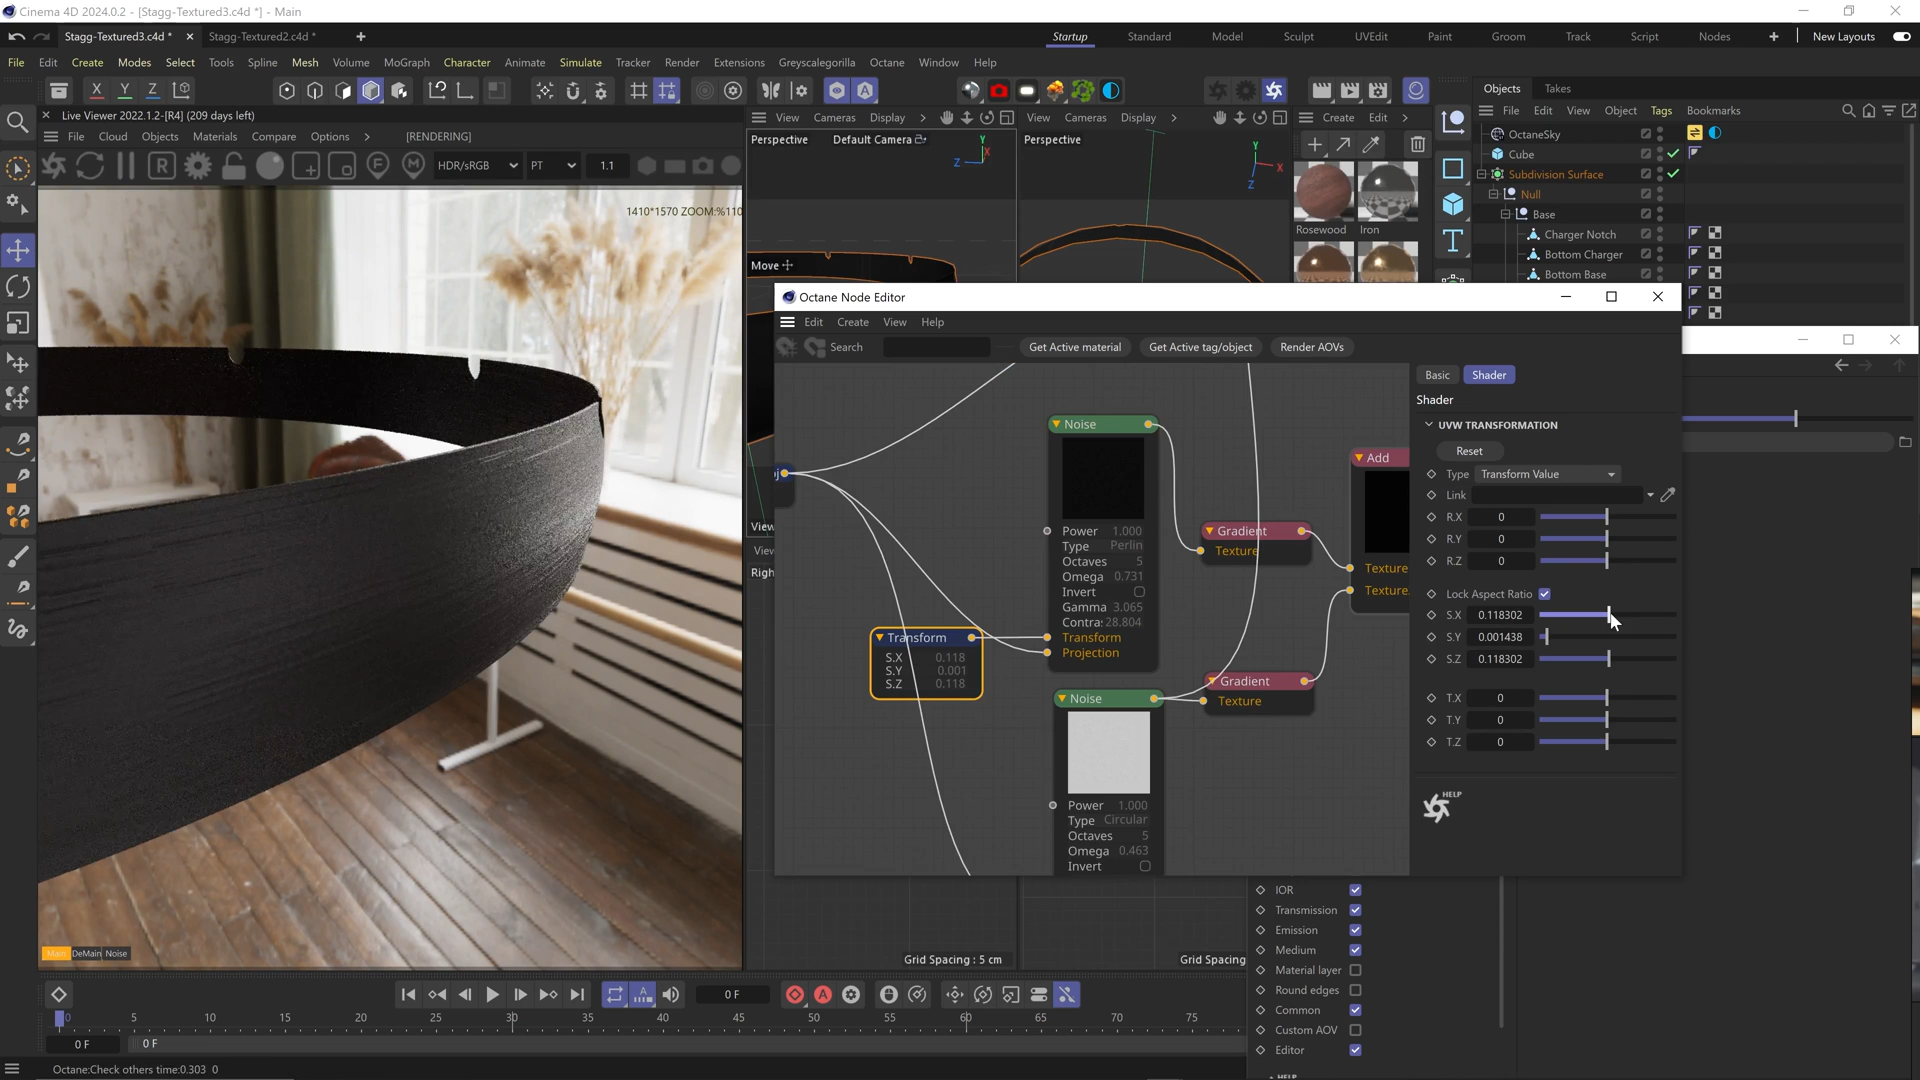 Cinema 4D 2024.0.2 - [Stagg-Textured3.c4d *] - Main
Stagg-Textured3.c4d * Stagg-Textured2.c4d *
Startup Standard Model Sculpt UVEdit Paint Groom Track Script Nodes New Layouts
File Edit Create Modes Select Tools Spline Mesh Volume MoGraph Character Animate Simulate Tracker Render Extensions Greyscalegorilla Octane Window Help
X Y Z
Objects Takes
Live Viewer 2022.1.2-[R4] (209 days left)
File Cloud Objects Materials Compare Options > [RENDERING]
View Cameras Display >
View Cameras Display >
Create Edit >
File Edit View Object Tags Bookmarks
HDR/sRGB PT 1.1
Perspective Default Camera
Perspective
Y X Z
Y X Z
OctaneSky
Cube
Subdivision Surface
Null
Base
Charger Notch
Bottom Charger
Bottom Base
Rosewood Iron
1410*1570 ZOOM:%110
Move
Octane Node Editor
Edit Create View Help
Search Get Active material Get Active tag/object Render AOVs
Basic Shader
Shader
UVW TRANSFORMATION
Reset
Type Transform Value
Link
R.X 0
R.Y 0
R.Z 0
Lock Aspect Ratio
S.X 0.118302
S.Y 0.001438
S.Z 0.118302
T.X 0
T.Y 0
T.Z 0
HELP
Noise
Power 1.000
Type Perlin
Octaves 5
Omega 0.731
Invert
Gamma 3.065
Contra: 28.804
Transform
Projection
Gradient
Texture
Add
Texture
Texture
Transform
S.X 0.118
S.Y 0.001
S.Z 0.118
Noise
Power 1.000
Type Circular
Octaves 5
Omega 0.463
Invert
Gradient
Texture
View
Righ
IOR
Transmission
Emission
Medium
Material layer
Round edges
Common
Custom AOV
Editor
HELP
Main DeMain Noise
Grid Spacing : 5 cm
Grid Spacing
0 F
0 5 10 15 20 25 30 35 40 45 50 55 60 65 70 75
0 F 0 F
Octane:Check others time:0.303 0